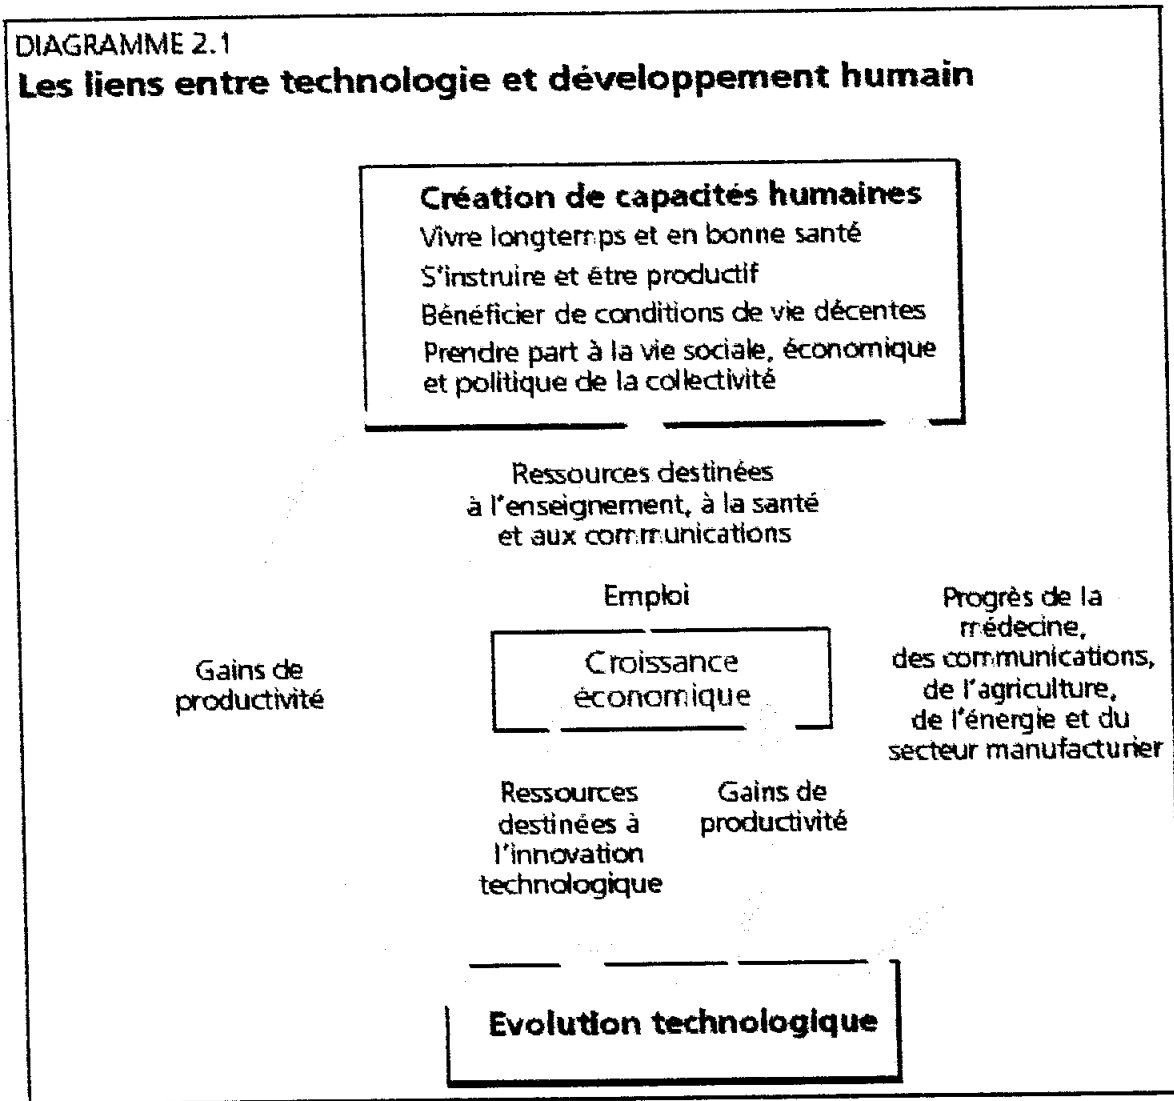 DIAGRAMME 2.1
Les liens entre technologie et développement humain
Création de capacités humaines
Vivre longtemps et en bonne santé
S'instruire et être productif
Bénéficier de conditions de vie décentes
Prendre part à la vie sociale, économique
et politique de la collectivité
Ressources destinées
à l'enseignement, à la santé
et aux communications
Emploi
Croissance
économique
Gains de
productivité
Progrès de la
médecine,
des communications,
de l'agriculture,
de l'énergie et du
secteur manufacturier
Ressources
destinées à
l'innovation
technologique
Gains de
productivité
Evolution technologique